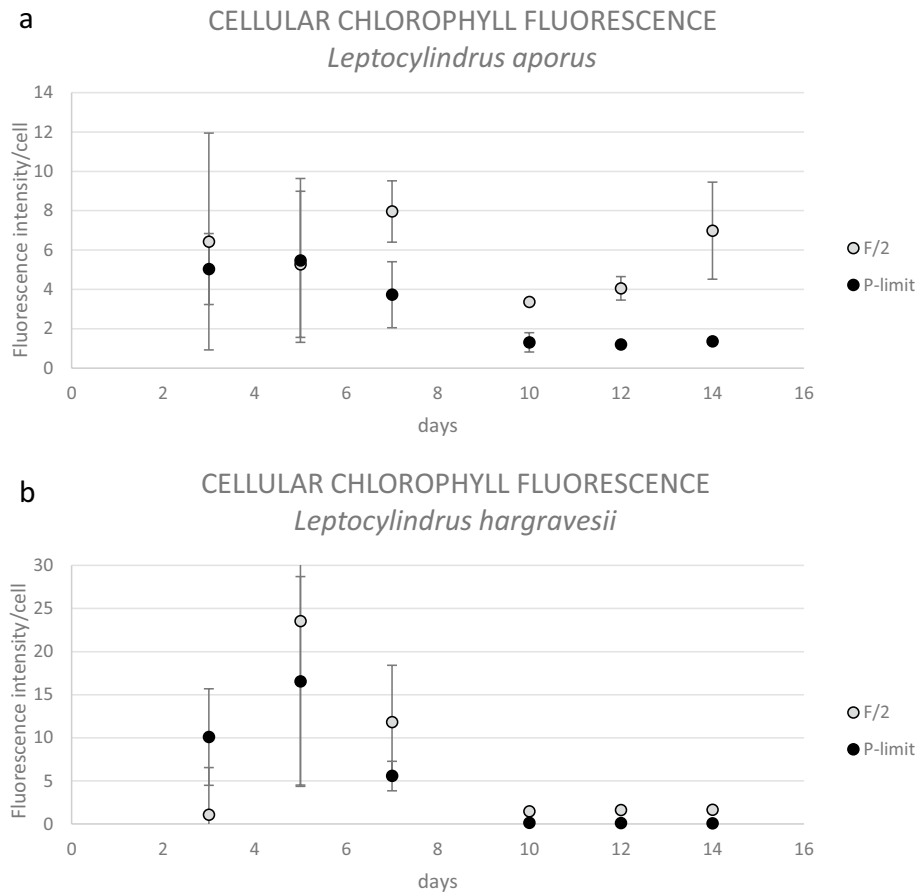 a
CELLULAR CHLOROPHYLL FLUORESCENCE
Leptocylindrus aporus
Fluorescence intensity/cell
14
12
10
8
6
4
2
0
0 2 4 6 8 10 12 14 16
days
F/2
P-limit
b
CELLULAR CHLOROPHYLL FLUORESCENCE
Leptocylindrus hargravesii
Fluorescence intensity/cell
30
25
20
15
10
5
0
0 2 4 6 8 10 12 14 16
days
F/2
P-limit